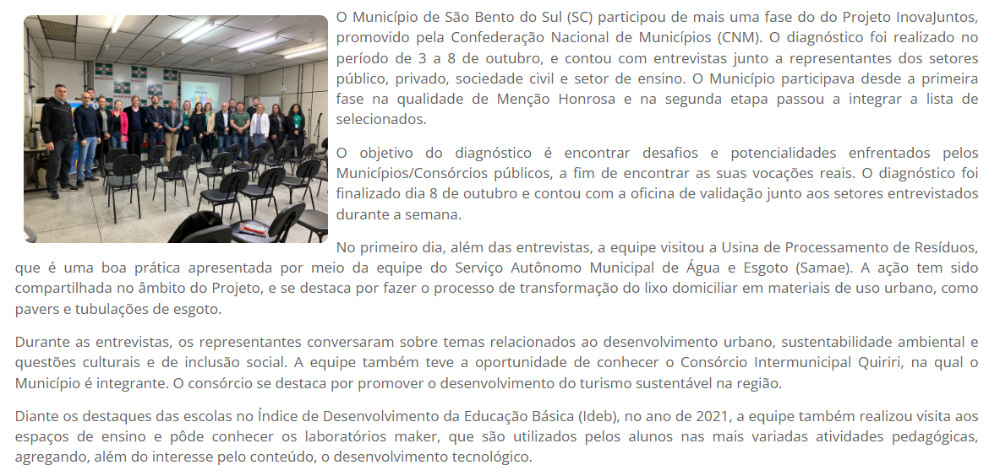 O Município de São Bento do Sul (SC) participou de mais uma fase do do Projeto InovaJuntos,
promovido pela Confederação Nacional de Municípios (CNM). O diagnóstico foi realizado no
período de 3 a 8 de outubro, e contou com entrevistas junto a representantes dos setores
público, privado, sociedade civil e setor de ensino. O Município participava desde a primeira
fase na qualidade de Menção Honrosa e na segunda etapa passou a integrar a lista de
selecionados.
O objetivo do diagnóstico é encontrar desafios e potencialidades enfrentados pelos
Municípios/Consórcios públicos, a fim de encontrar as suas vocações reais. O diagnóstico foi
finalizado dia 8 de outubro e contou com a oficina de validação junto aos setores entrevistados
durante a semana.
No primeiro dia, além das entrevistas, a equipe visitou a Usina de Processamento de Resíduos,
que é uma boa prática apresentada por meio da equipe do Serviço Autônomo Municipal de Água e Esgoto (Samae). A ação tem sido
compartilhada no âmbito do Projeto, e se destaca por fazer o processo de transformação do lixo domiciliar em materiais de uso urbano, como
pavers e tubulações de esgoto.
Durante as entrevistas, os representantes conversaram sobre temas relacionados ao desenvolvimento urbano, sustentabilidade ambiental e
questões culturais e de inclusão social. A equipe também teve a oportunidade de conhecer o Consórcio Intermunicipal Quiriri, na qual o
Município é integrante. O consórcio se destaca por promover o desenvolvimento do turismo sustentável na região.
Diante os destaques das escolas no Índice de Desenvolvimento da Educação Básica (Ideb), no ano de 2021, a equipe também realizou visita aos
espaços de ensino e pôde conhecer os laboratórios maker, que são utilizados pelos alunos nas mais variadas atividades pedagógicas,
agregando, além do interesse pelo conteúdo, o desenvolvimento tecnológico.